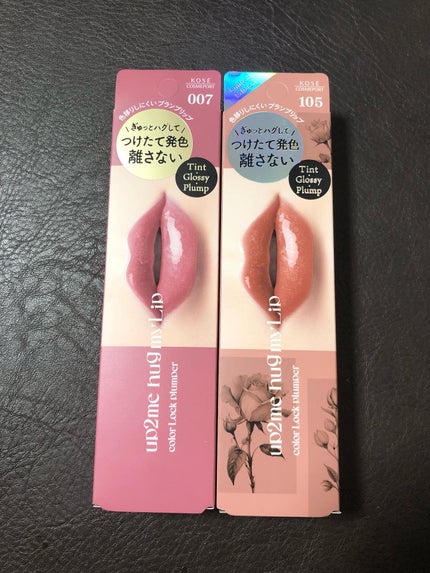 KOSÉ
COSMEPORT
007
色移りしにくいプランプリップ
ぎゅっとハグして
つけたて発色
離さない
Tint
Glossy
Plump
up2me hug my Lip
color Lock plumper
KOSÉ
COSMEPORT
105
色移りしにくいプランプリップ
ぎゅっとハグして
つけたて発色
離さない
Tint
Glossy
Plump
up2me hug my Lip
color Lock plumper